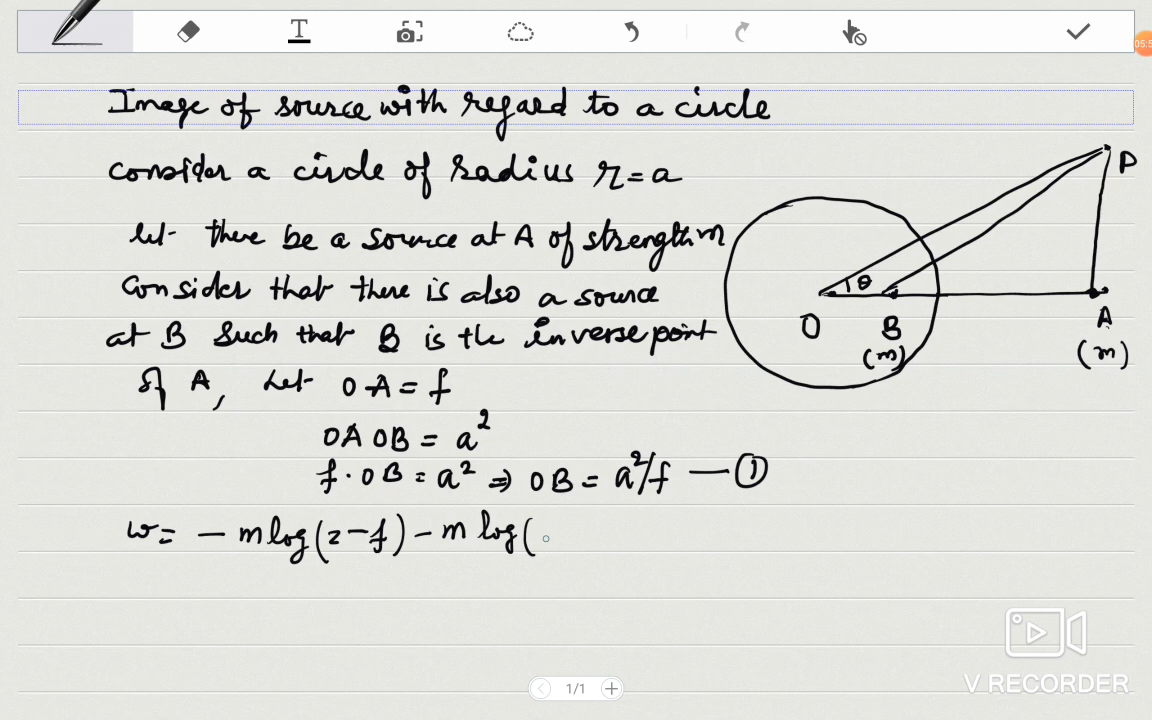 T
05:5
Image of source with regard to a circle
Consider a circle of radius r = a
let there be a source at A of strength m
Consider that there is also a source
at B such that B is the inverse point
of A, Let OA = f
OA OB = a²
f · OB = a² ⇒ OB = a²/f — ①
w = - m log(z - f) - m log(
P
θ
O B A
(m) (m)
1/1
V RECORDER